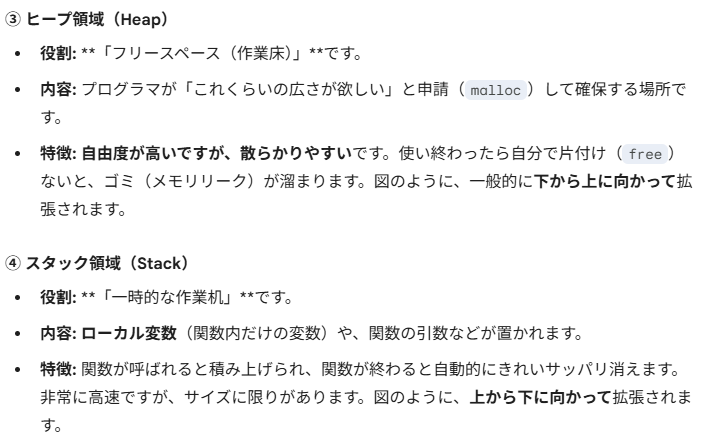 ③ ヒープ領域（Heap）
• 役割: **「フリースペース（作業床）」**です。
• 内容: プログラマが「これくらいの広さが欲しい」と申請（ malloc ）して確保する場所で
す。
• 特徴: 自由度が高いですが、散らかりやすいです。使い終わったら自分で片付け（ free ）
ないと、ゴミ（メモリリーク）が溜まります。図のように、一般的に下から上に向かって拡
張されます。
④ スタック領域（Stack）
• 役割: **「一時的な作業机」**です。
• 内容: ローカル変数（関数内だけの変数）や、関数の引数などが置かれます。
• 特徴: 関数が呼ばれると積み上げられ、関数が終わると自動的にきれいサッパリ消えます。
非常に高速ですが、サイズに限りがあります。図のように、上から下に向かって拡張されま
す。